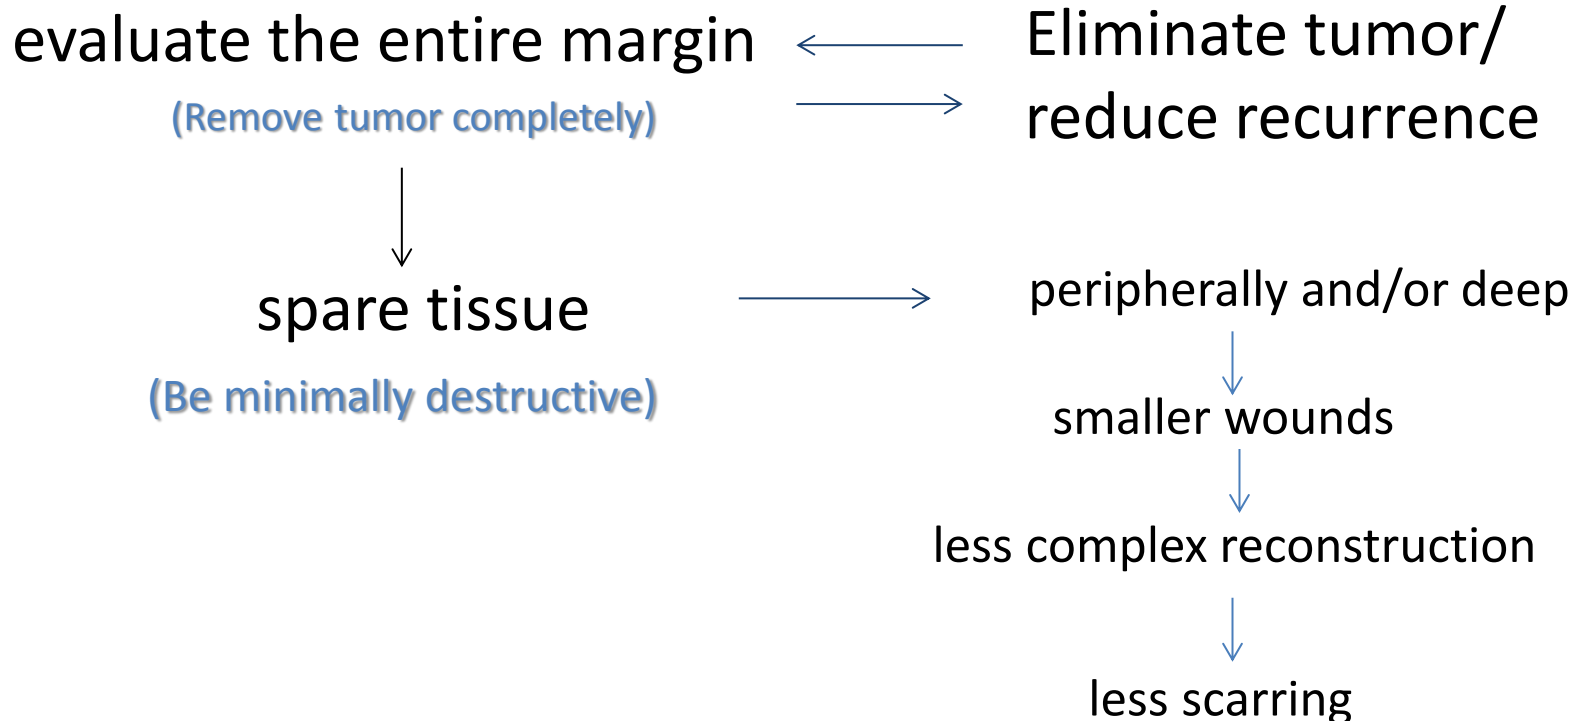 evaluate the entire margin
(Remove tumor completely)
Eliminate tumor/
reduce recurrence
spare tissue
(Be minimally destructive)
peripherally and/or deep
smaller wounds
less complex reconstruction
less scarring